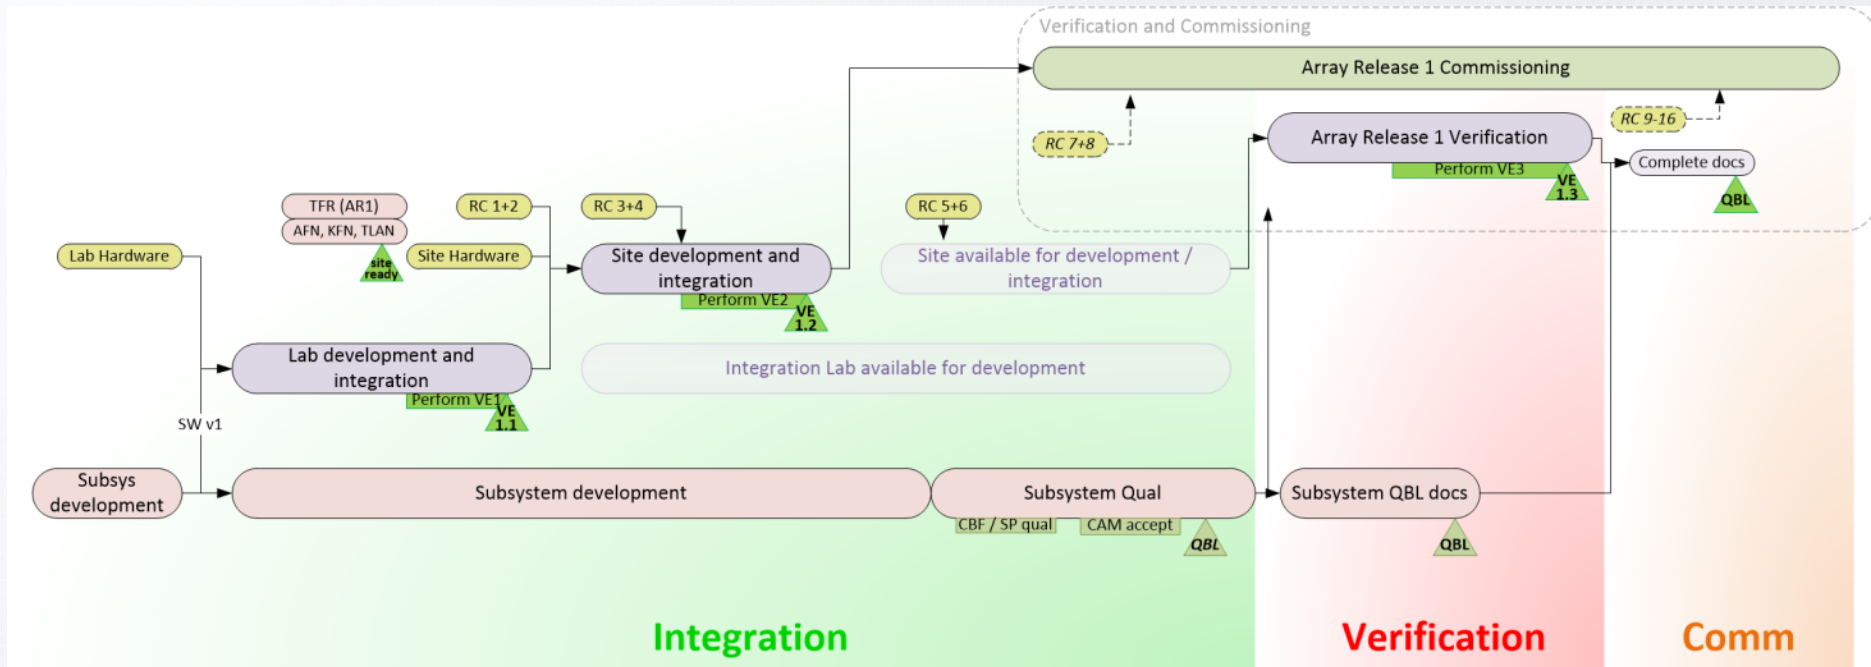 Verification and Commissioning
Array Release 1 Commissioning
RC 7+8
RC 9-16
Array Release 1 Verification
Perform VE3
VE
1.3
Complete docs
QBL
TFR (AR1)
AFN, KFN, TLAN
site
ready
RC 1+2
RC 3+4
RC 5+6
Lab Hardware
Site Hardware
Site development and
integration
Perform VE2
VE
1.2
Site available for development /
integration
Lab development and
integration
Perform VE1
VE
1.1
Integration Lab available for development
SW v1
Subsys
development
Subsystem development
Subsystem Qual
CBF / SP qual
CAM accept
QBL
Subsystem QBL docs
QBL
Integration
Verification
Comm